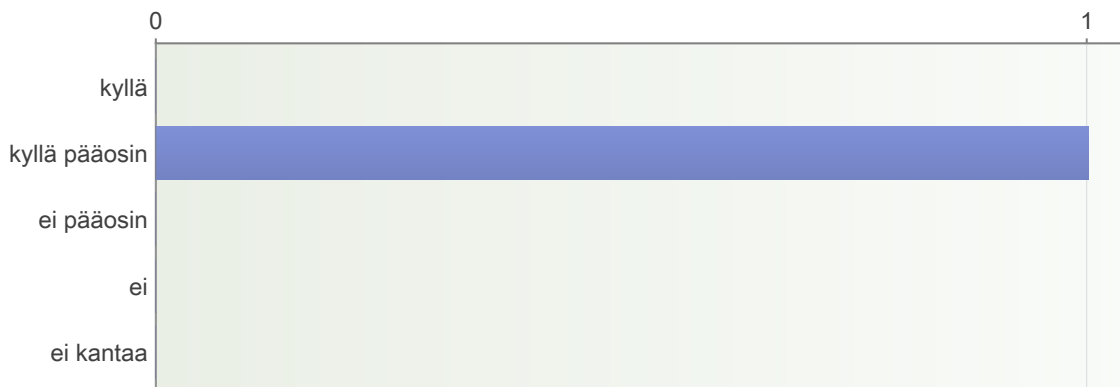 0 1
kyllä
kyllä pääosin
ei pääosin
ei
ei kantaa